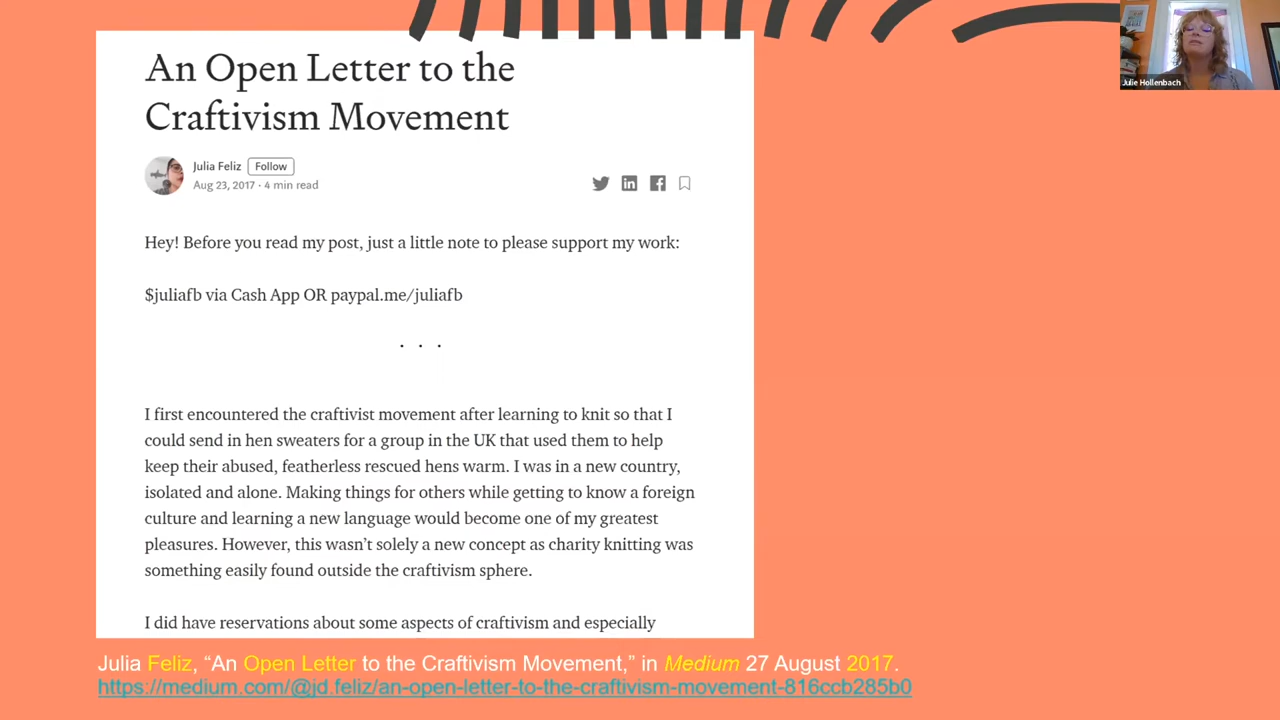 An Open Letter to the
Craftivism Movement
Julia Feliz Follow
Aug 23, 2017 · 4 min read
Hey! Before you read my post, just a little note to please support my work:
$juliafb via Cash App OR paypal.me/juliafb
. . .
I first encountered the craftivist movement after learning to knit so that I
could send in hen sweaters for a group in the UK that used them to help
keep their abused, featherless rescued hens warm. I was in a new country,
isolated and alone. Making things for others while getting to know a foreign
culture and learning a new language would become one of my greatest
pleasures. However, this wasn’t solely a new concept as charity knitting was
something easily found outside the craftivism sphere.
I did have reservations about some aspects of craftivism and especially
Julia Feliz, “An Open Letter to the Craftivism Movement,” in Medium 27 August 2017.
https://medium.com/@jd.feliz/an-open-letter-to-the-craftivism-movement-816ccb285b0
Julie Hollenbach